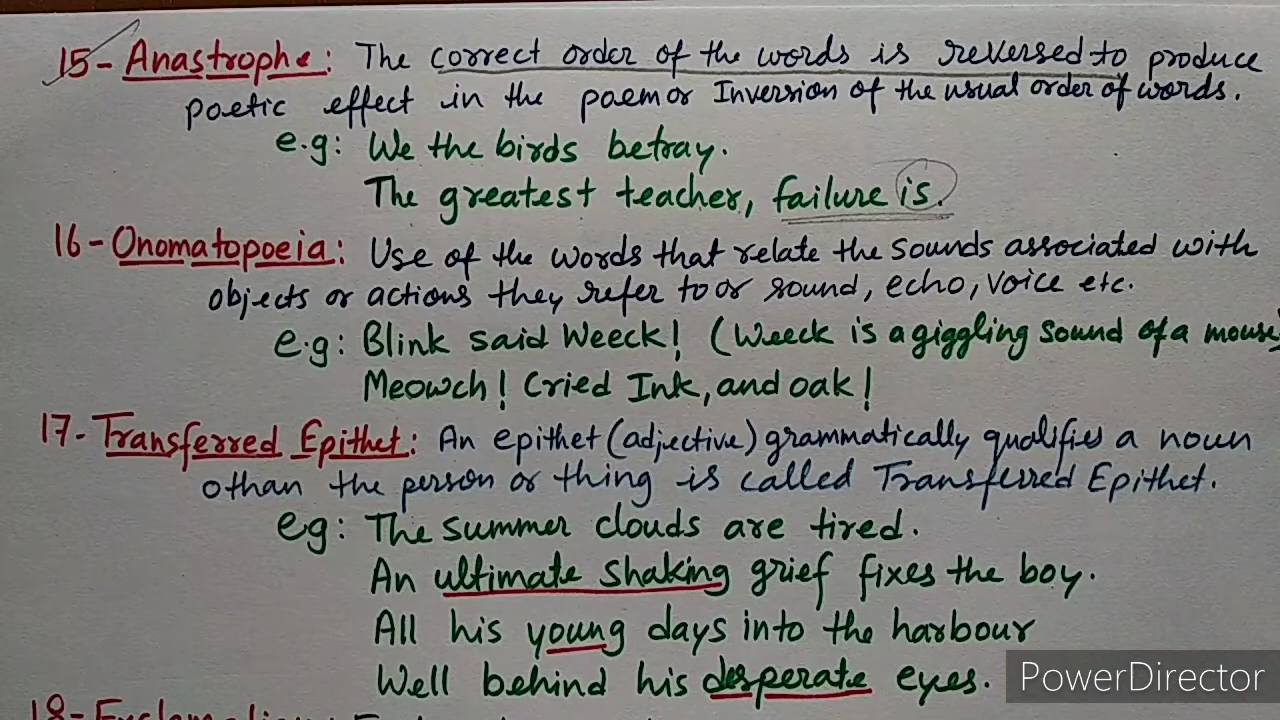 15- Anastrophe: The correct order of the words is reversed to produce
poetic effect in the poem or Inversion of the usual order of words.
e.g: We the birds betray.
The greatest teacher, failure is.
16- Onomatopoeia: Use of the words that relate the sounds associated with
objects or actions they refer to or sound, echo, voice etc.
e.g: Blink said Weeck! (Weeck is a giggling sound of a mouse)
Meowch! Cried Ink, and oak!
17- Transferred Epithet: An epithet (adjective) grammatically qualifies a noun
othan the person or thing is called Transferred Epithet.
eg: The summer clouds are tired.
An ultimate shaking grief fixes the boy.
All his young days into the harbour
Well behind his desperate eyes.
PowerDirector
18- Exclamation: